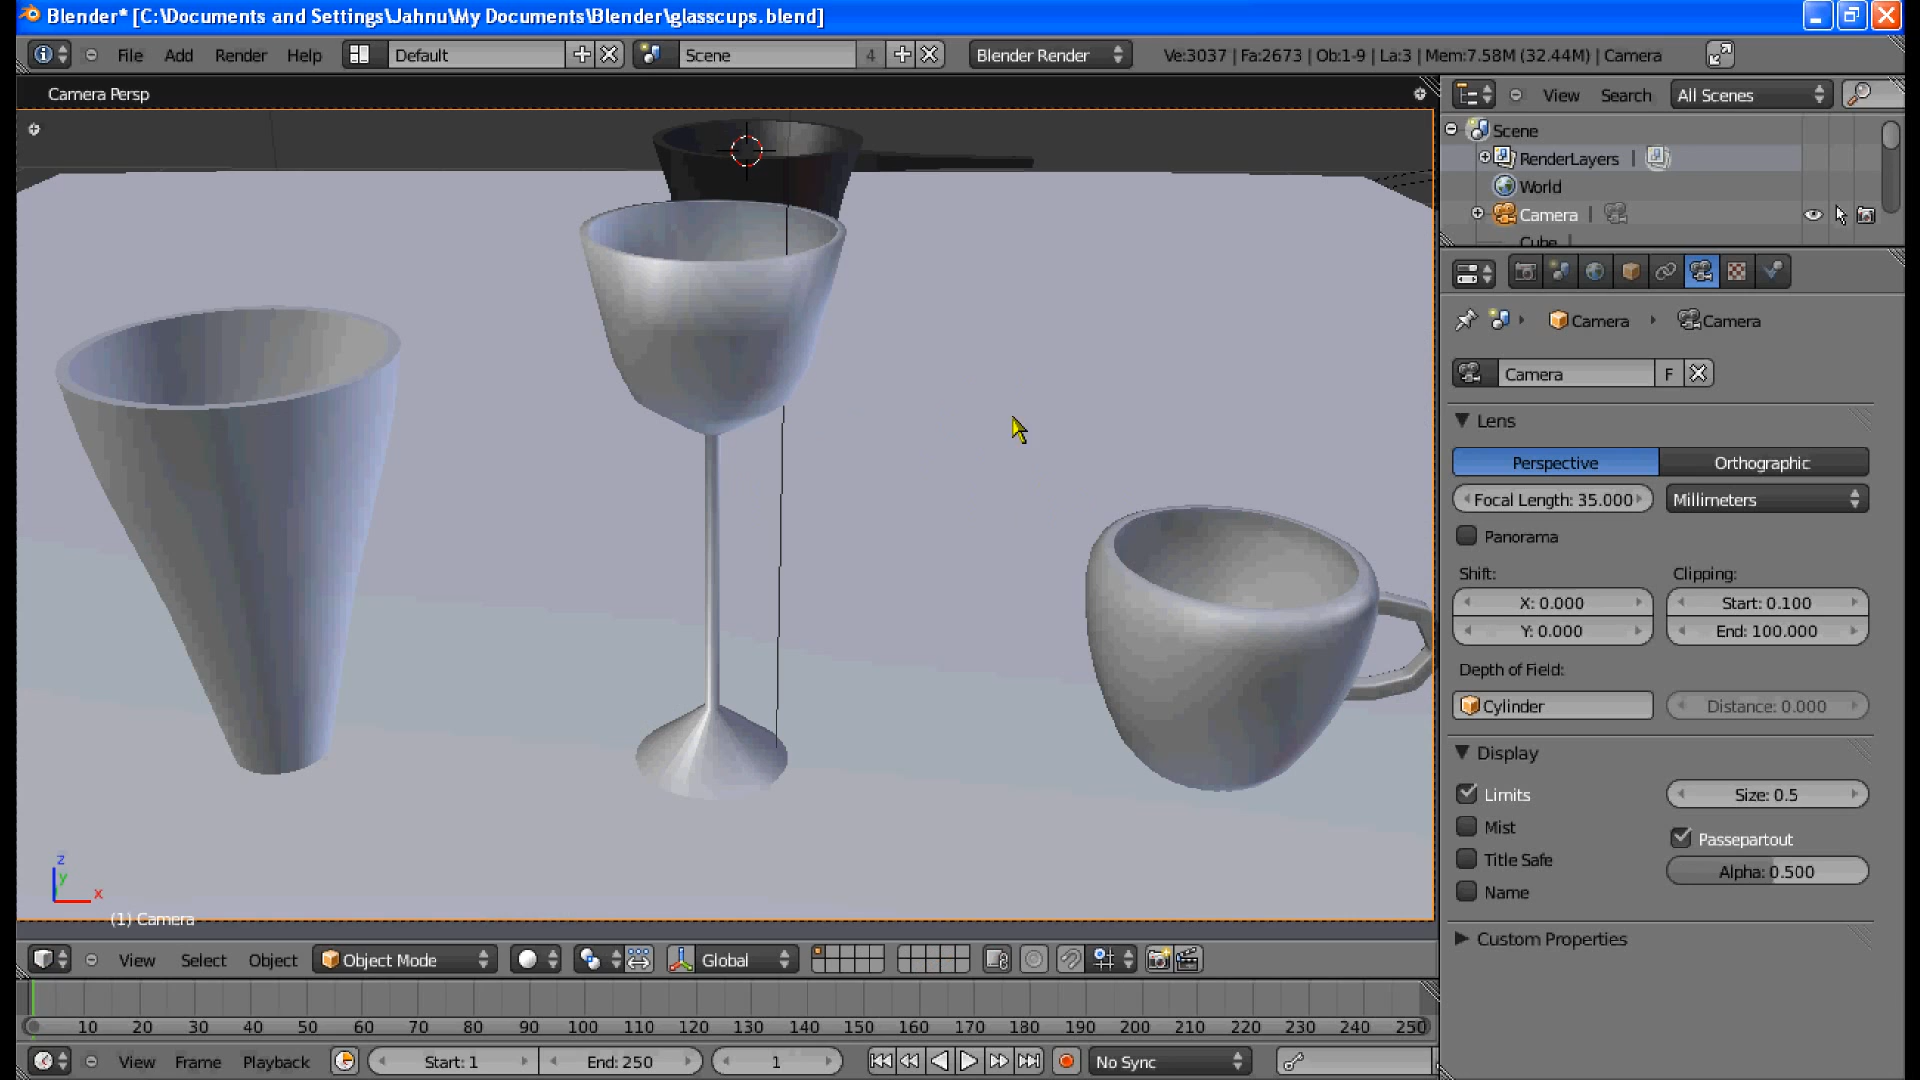 Blender* [C:\Documents and Settings\Jahnu\My Documents\Blender\glasscups.blend]
File Add Render Help Default Scene 4 Blender Render Ve:3037 | Fa:2673 | Ob:1-9 | La:3 | Mem:7.58M (32.44M) | Camera
Camera Persp
View Search All Scenes
Scene
RenderLayers
World
Camera
Cube
Camera Camera
Camera F
Lens
Perspective Orthographic
Focal Length: 35.000 Millimeters
Panorama
Shift: Clipping:
X: 0.000 Start: 0.100
Y: 0.000 End: 100.000
Depth of Field:
Cylinder Distance: 0.000
Display
Limits Size: 0.5
Mist Passepartout
Title Safe Alpha: 0.500
Name
Custom Properties
z
y
x
(1) Camera
View Select Object Object Mode Global
10 20 30 40 50 60 70 80 90 100 110 120 130 140 150 160 170 180 190 200 210 220 230 240 250
View Frame Playback Start: 1 End: 250 1 No Sync